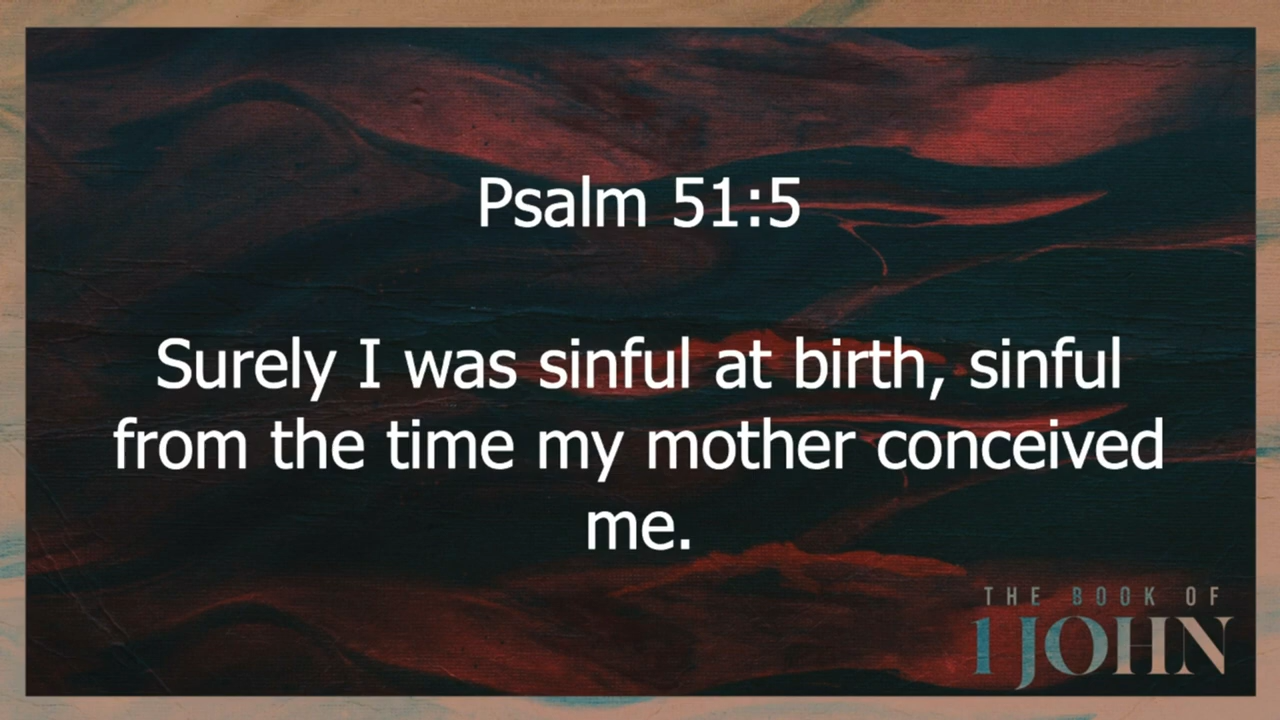 Psalm 51:5
Surely I was sinful at birth, sinful
from the time my mother conceived
me.
THE BOOK OF
1 JOHN